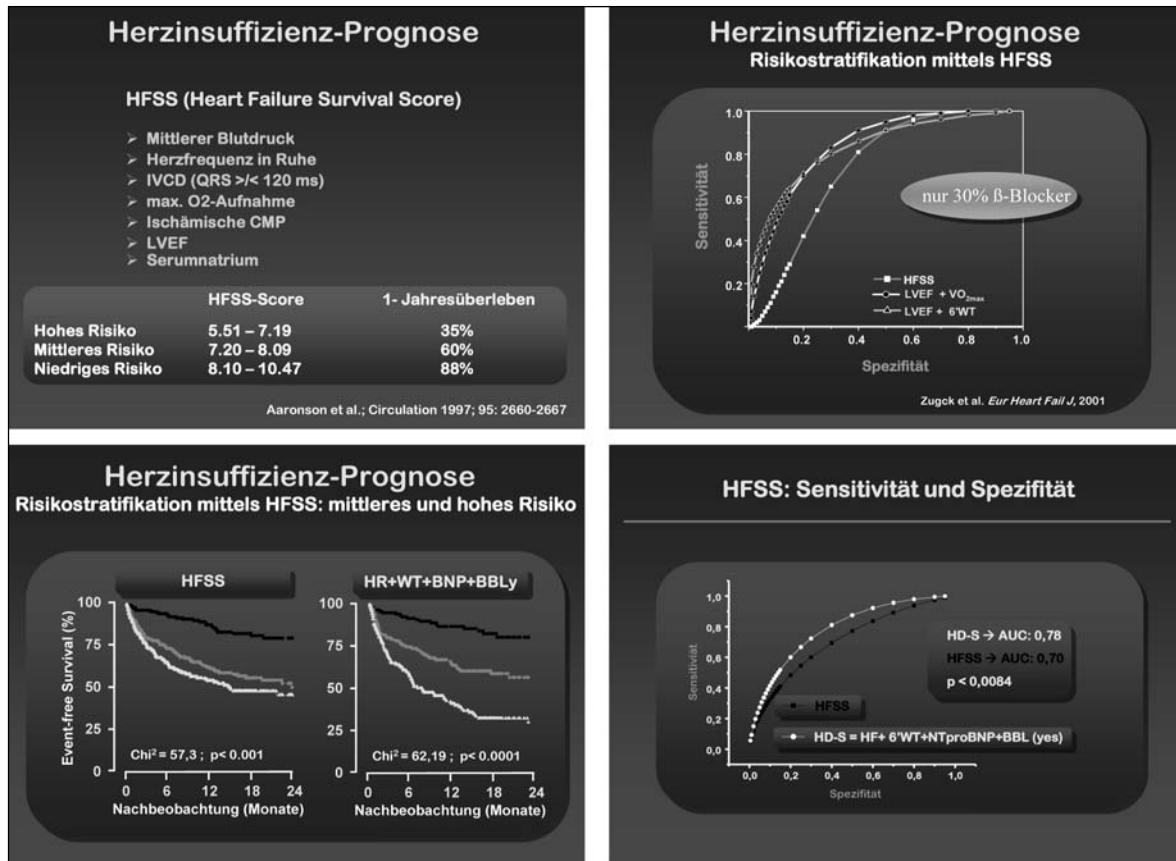 Herzinsuffizienz-Prognose
HFSS (Heart Failure Survival Score)
➢ Mittlerer Blutdruck
➢ Herzfrequenz in Ruhe
➢ IVCD (QRS >/< 120 ms)
➢ max. O2-Aufnahme
➢ Ischämische CMP
➢ LVEF
➢ Serumnatrium
HFSS-Score 1- Jahresüberleben
Hohes Risiko 5.51 – 7.19 35%
Mittleres Risiko 7.20 – 8.09 60%
Niedriges Risiko 8.10 – 10.47 88%
Aaronson et al.; Circulation 1997; 95: 2660-2667
Herzinsuffizienz-Prognose
Risikostratifikation mittels HFSS
1.0
0.8
0.6
0.4
0.2
Sensitivität
nur 30% ß-Blocker
HFSS
LVEF + VO2max
LVEF + 6'WT
0.2 0.4 0.6 0.8 1.0
Spezifität
Zugck et al. Eur Heart Fail J, 2001
Herzinsuffizienz-Prognose
Risikostratifikation mittels HFSS: mittleres und hohes Risiko
HFSS
Event-free Survival (%)
100
75
50
25
0
Chi² = 57,3 ; p< 0.001
0 6 12 18 24
Nachbeobachtung (Monate)
HR+WT+BNP+BBLy
100
75
50
25
0
Chi² = 62,19 ; p< 0.0001
0 6 12 18 24
Nachbeobachtung (Monate)
HFSS: Sensitivität und Spezifität
1,0
0,8
0,6
0,4
0,2
0,0
Sensitiviät
HD-S → AUC: 0,78
HFSS → AUC: 0,70
p < 0,0084
HFSS
HD-S = HF+ 6'WT+NTproBNP+BBL (yes)
0,0 0,2 0,4 0,6 0,8 1,0
Spezifität